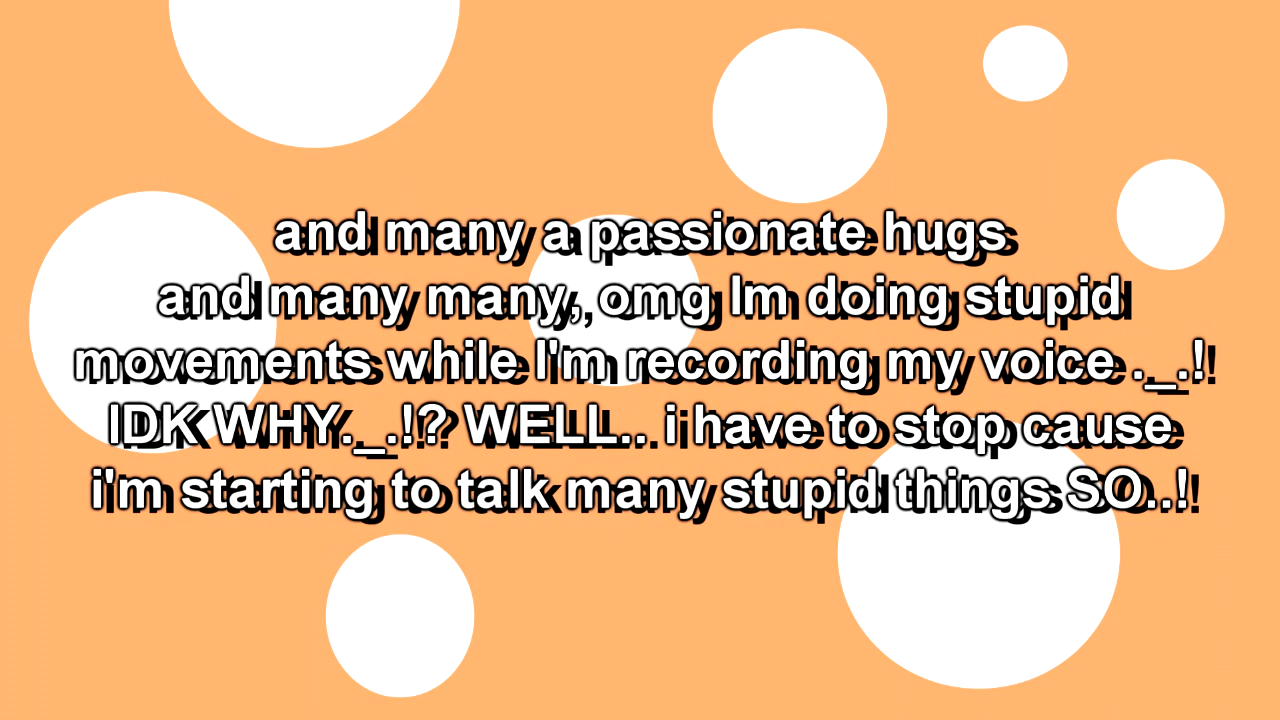 and many a passionate hugs
and many many, omg Im doing stupid
movements while I'm recording my voice ._.!
IDK WHY._.!? WELL.. i have to stop cause
i'm starting to talk many stupid things SO..!